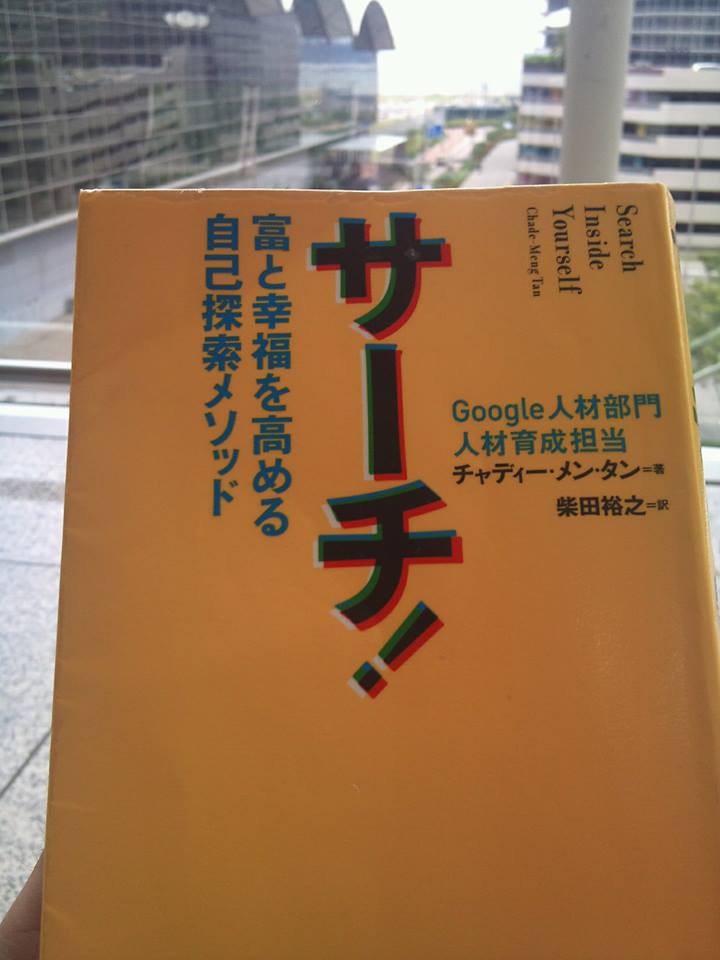 Search
Inside
Yourself
Chade-Meng Tan
Google人材部門
人材育成担当
チャディー・メン・タン=著
柴田裕之=訳
サーチ!
富と幸福を高める
自己探索メソッド